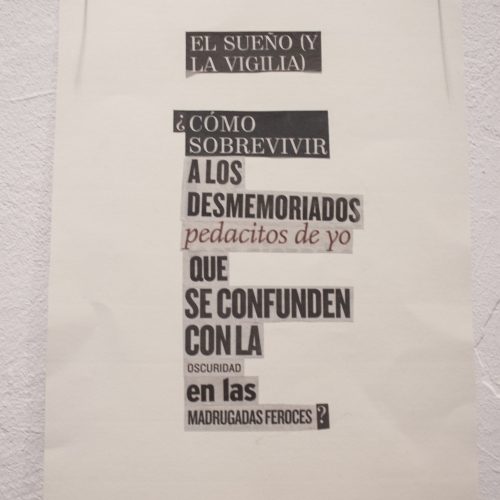 EL SUEÑO (Y
LA VIGILIA)
¿CÓMO
SOBREVIVIR
A LOS
DESMEMORIADOS
pedacitos de yo
QUE
SE CONFUNDEN
CON LA
OSCURIDAD
en las
MADRUGADAS FEROCES?